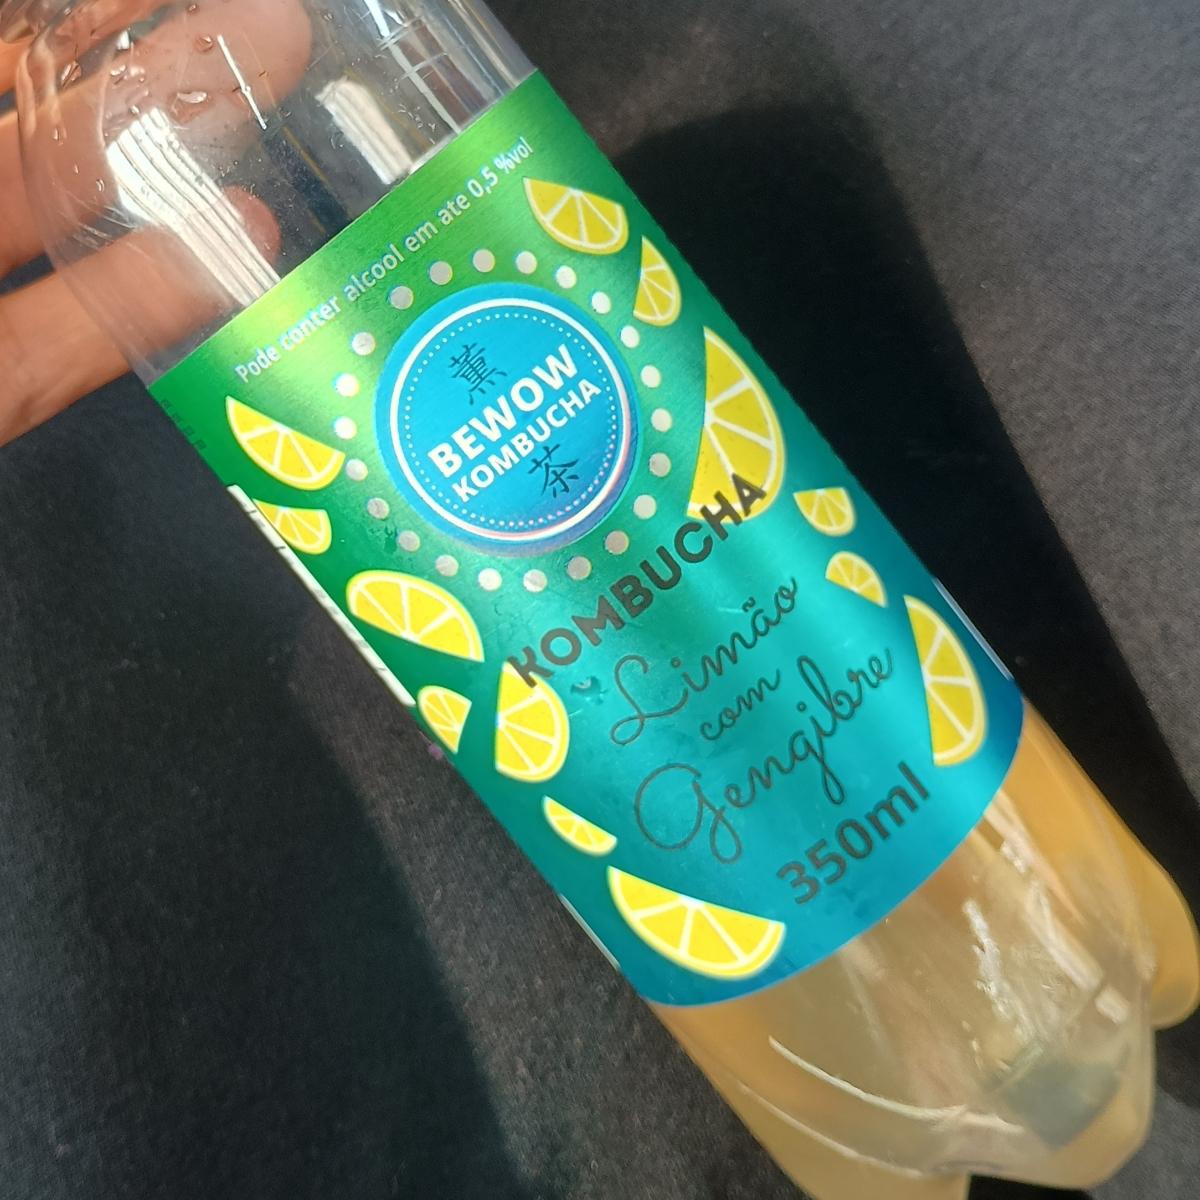 Pode conter alcool em ate 0,5 %vol
薫
BEWOW
KOMBUCHA
茶
KOMBUCHA
Limão
com
Gengibre
350ml